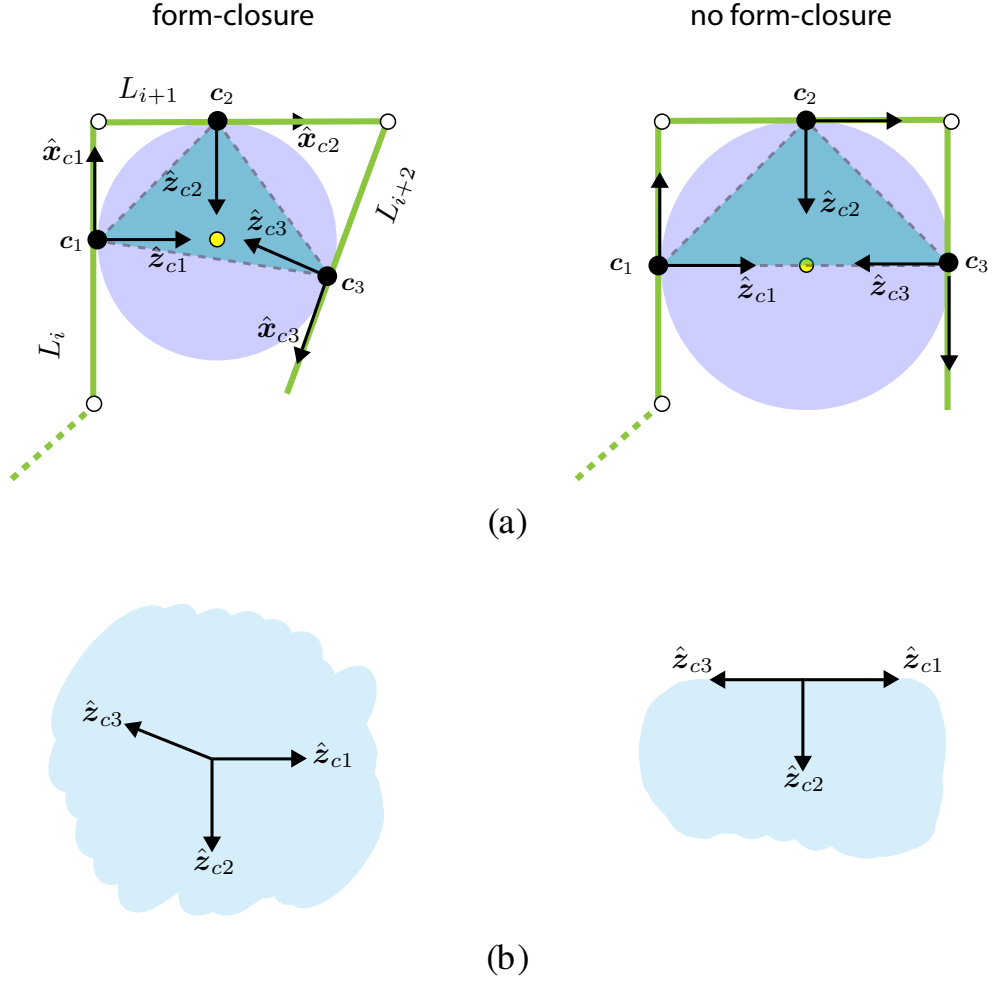 form-closure
no form-closure
L_{i+1}
c_2
x̂_{c1}
x̂_{c2}
ẑ_{c2}
L_{i+2}
ẑ_{c3}
c_1
ẑ_{c1}
c_3
L_i
x̂_{c3}
c_2
ẑ_{c2}
c_1
c_3
ẑ_{c1}
ẑ_{c3}
(a)
ẑ_{c3}
ẑ_{c1}
ẑ_{c2}
ẑ_{c3}
ẑ_{c1}
ẑ_{c2}
(b)